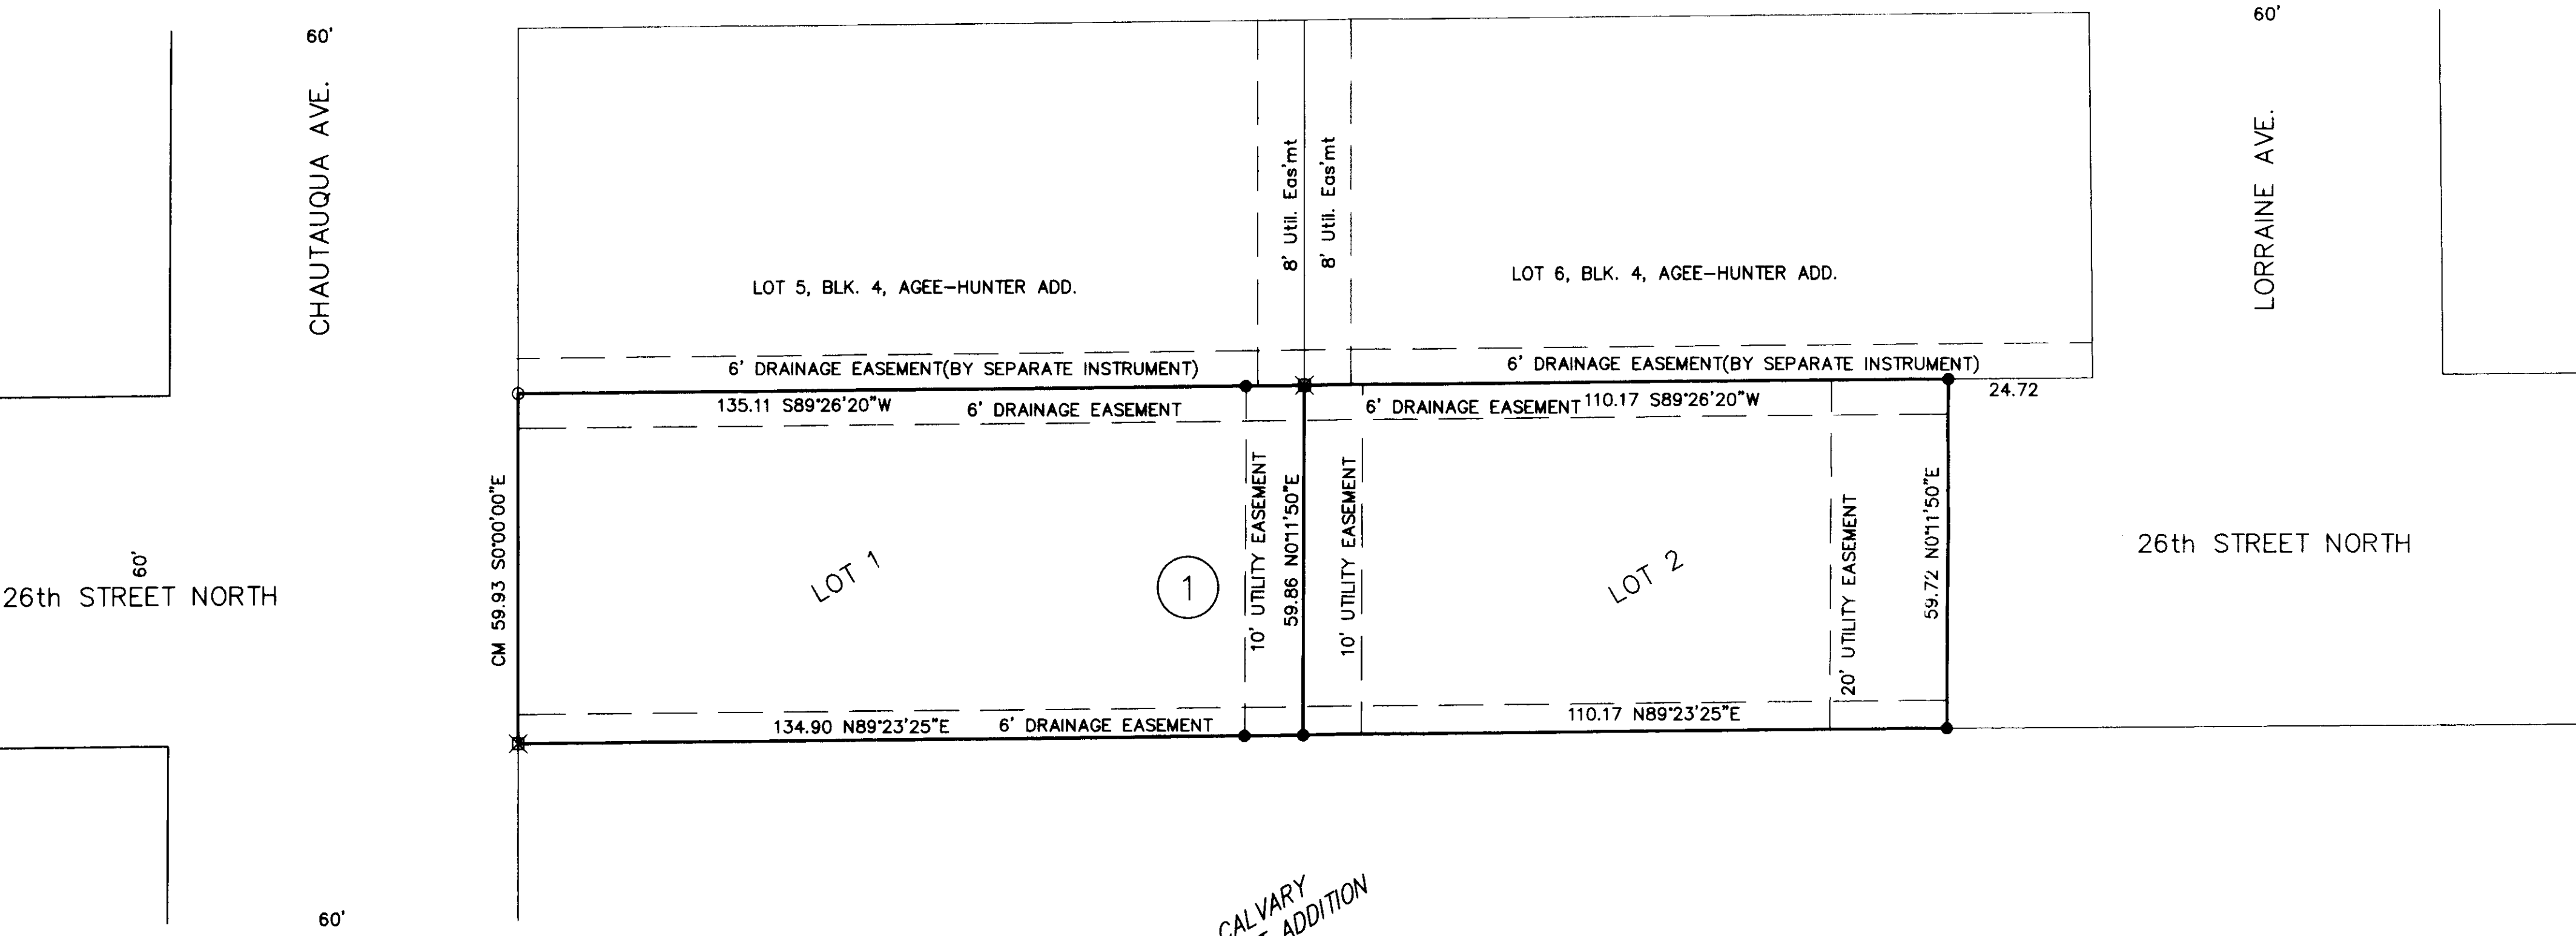 60'
60'
CHAUTAUQUA AVE.
LORRAINE AVE.
8' Util. Eas'mt
8' Util. Eas'mt
LOT 5, BLK. 4, AGEE-HUNTER ADD.
LOT 6, BLK. 4, AGEE-HUNTER ADD.
6' DRAINAGE EASEMENT(BY SEPARATE INSTRUMENT)
6' DRAINAGE EASEMENT(BY SEPARATE INSTRUMENT)
135.11 S89°26'20"W
6' DRAINAGE EASEMENT
6' DRAINAGE EASEMENT
110.17 S89°26'20"W
24.72
CM 59.93 S0°00'00"E
10' UTILITY EASEMENT
59.86 N0°11'50"E
10' UTILITY EASEMENT
20' UTILITY EASEMENT
59.72 N0°11'50"E
60'
26th STREET NORTH
LOT 1
1
LOT 2
26th STREET NORTH
134.90 N89°23'25"E
6' DRAINAGE EASEMENT
110.17 N89°23'25"E
60'
CALVARY
ADDITION